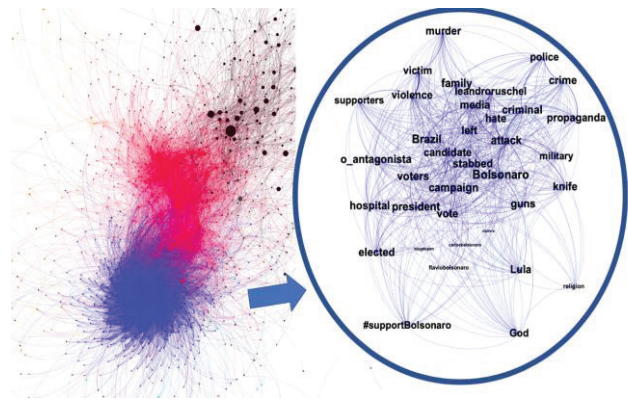 murder
police
victim
crime
family
leandroruschel
supporters
violence
media
criminal
propaganda
hate
left
Brazil
attack
o_antagonista
candidate
military
stabbed
voters
Bolsonaro
campaign
knife
hospital
president
guns
vote
elected
carlosbolsonaro
flaviobolsonaro
Lula
religion
#supportBolsonaro
God